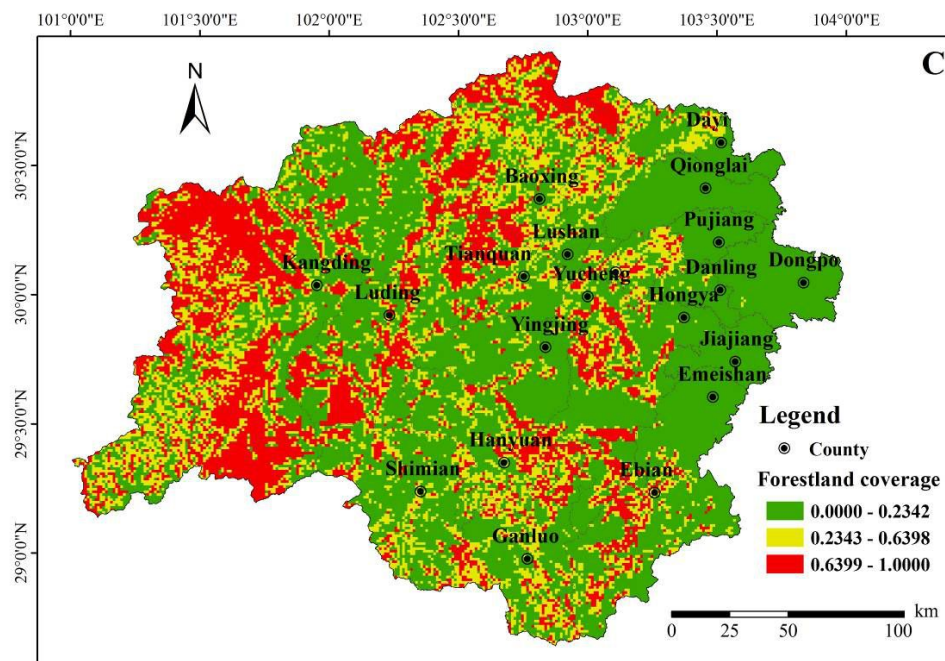 101°0'0"E 101°30'0"E 102°0'0"E 102°30'0"E 103°0'0"E 103°30'0"E 104°0'0"E
C
N
30°30'0"N
30°0'0"N
29°30'0"N
29°0'0"N
Dayi
Qionglai
Baoxing
Pujiang
Lushan
Tianquan
Yucheng
Danling
Dongpo
Kangding
Luding
Hongya
Yingjing
Jiajiang
Emeishan
Hanyuan
Shimian
Ebian
Ganluo
Legend
County
Forestland coverage
0.0000 - 0.2342
0.2343 - 0.6398
0.6399 - 1.0000
km
0 25 50 100